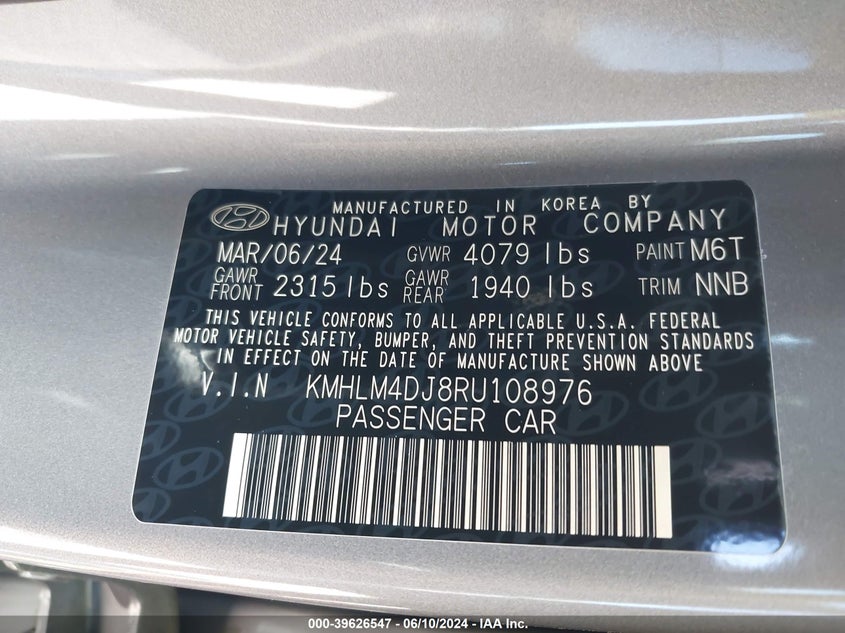 MANUFACTURED IN KOREA BY
HYUNDAI MOTOR COMPANY
MAR/06/24 GVWR 4079 lbs PAINT M6T
GAWR FRONT 2315 lbs GAWR REAR 1940 lbs TRIM NNB
THIS VEHICLE CONFORMS TO ALL APPLICABLE U.S.A. FEDERAL
MOTOR VEHICLE SAFETY, BUMPER, AND THEFT PREVENTION STANDARDS
IN EFFECT ON THE DATE OF MANUFACTURE SHOWN ABOVE
V.I.N KMHLM4DJ8RU108976
PASSENGER CAR
000-39626547 - 06/10/2024 - IAA Inc.